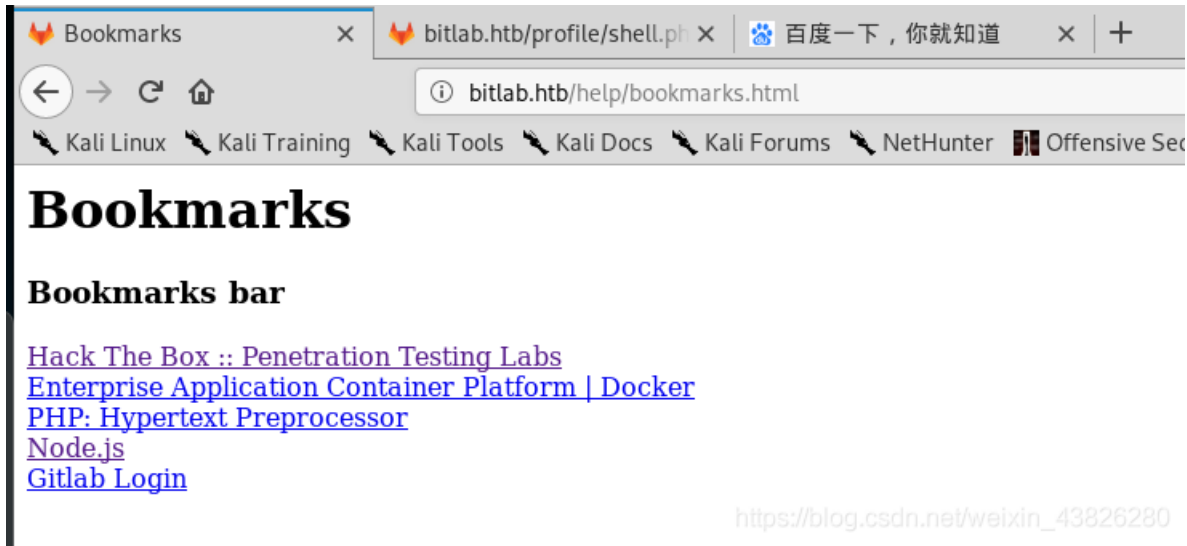 Bookmarks
bitlab.htb/profile/shell.ph
百度一下，你就知道
bitlab.htb/help/bookmarks.html
Kali Linux Kali Training Kali Tools Kali Docs Kali Forums NetHunter Offensive Sec
Bookmarks
Bookmarks bar
Hack The Box :: Penetration Testing Labs
Enterprise Application Container Platform | Docker
PHP: Hypertext Preprocessor
Node.js
Gitlab Login
https://blog.csdn.net/weixin_43826280